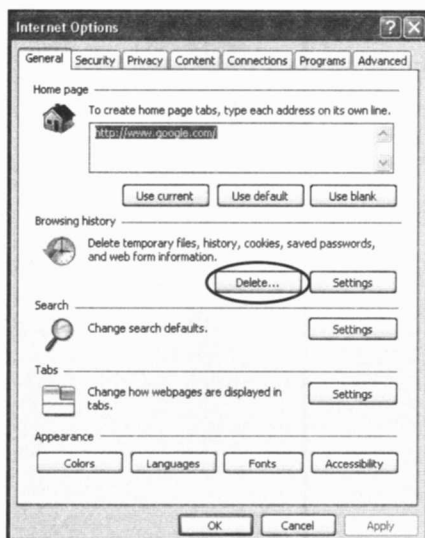 Internet Options
General Security Privacy Content Connections Programs Advanced
Home page
To create home page tabs, type each address on its own line.
http://www.google.com/
Use current Use default Use blank
Browsing history
Delete temporary files, history, cookies, saved passwords,
and web form information.
Delete... Settings
Search
Change search defaults. Settings
Tabs
Change how webpages are displayed in
tabs. Settings
Appearance
Colors Languages Fonts Accessibility
OK Cancel Apply